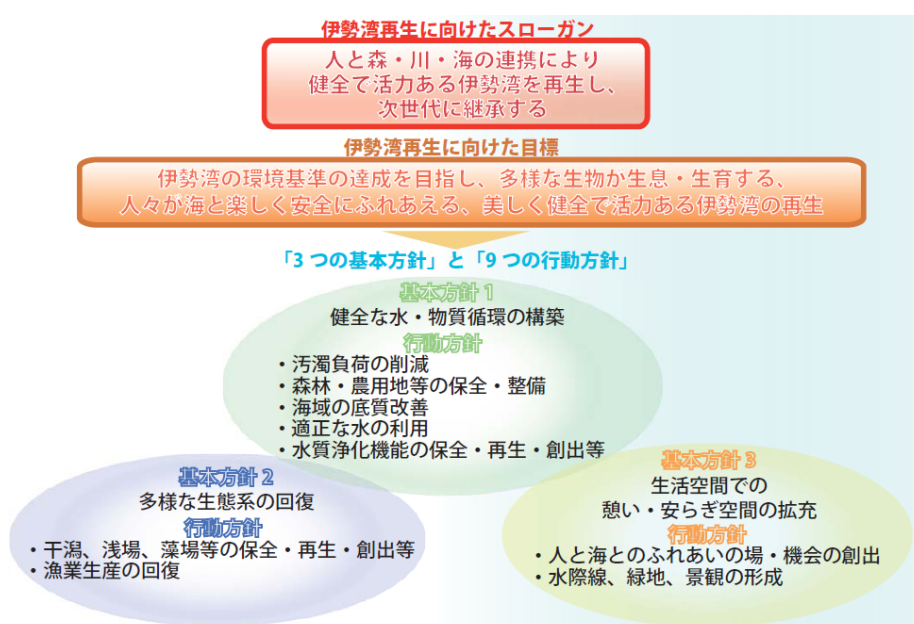 伊勢湾再生に向けたスローガン
人と森・川・海の連携により
健全で活力ある伊勢湾を再生し、
次世代に継承する
伊勢湾再生に向けた目標
伊勢湾の環境基準の達成を目指し、多様な生物か生息・生育する、
人々が海と楽しく安全にふれあえる、美しく健全で活力ある伊勢湾の再生
「3つの基本方針」と「9つの行動方針」
基本方針1
健全な水・物質循環の構築
行動方針
・汚濁負荷の削減
・森林・農用地等の保全・整備
・海域の底質改善
・適正な水の利用
・水質浄化機能の保全・再生・創出等
基本方針2
多様な生態系の回復
行動方針
・干潟、浅場、藻場等の保全・再生・創出等
・漁業生産の回復
基本方針3
生活空間での
憩い・安らぎ空間の拡充
行動方針
・人と海とのふれあいの場・機会の創出
・水際線、緑地、景観の形成